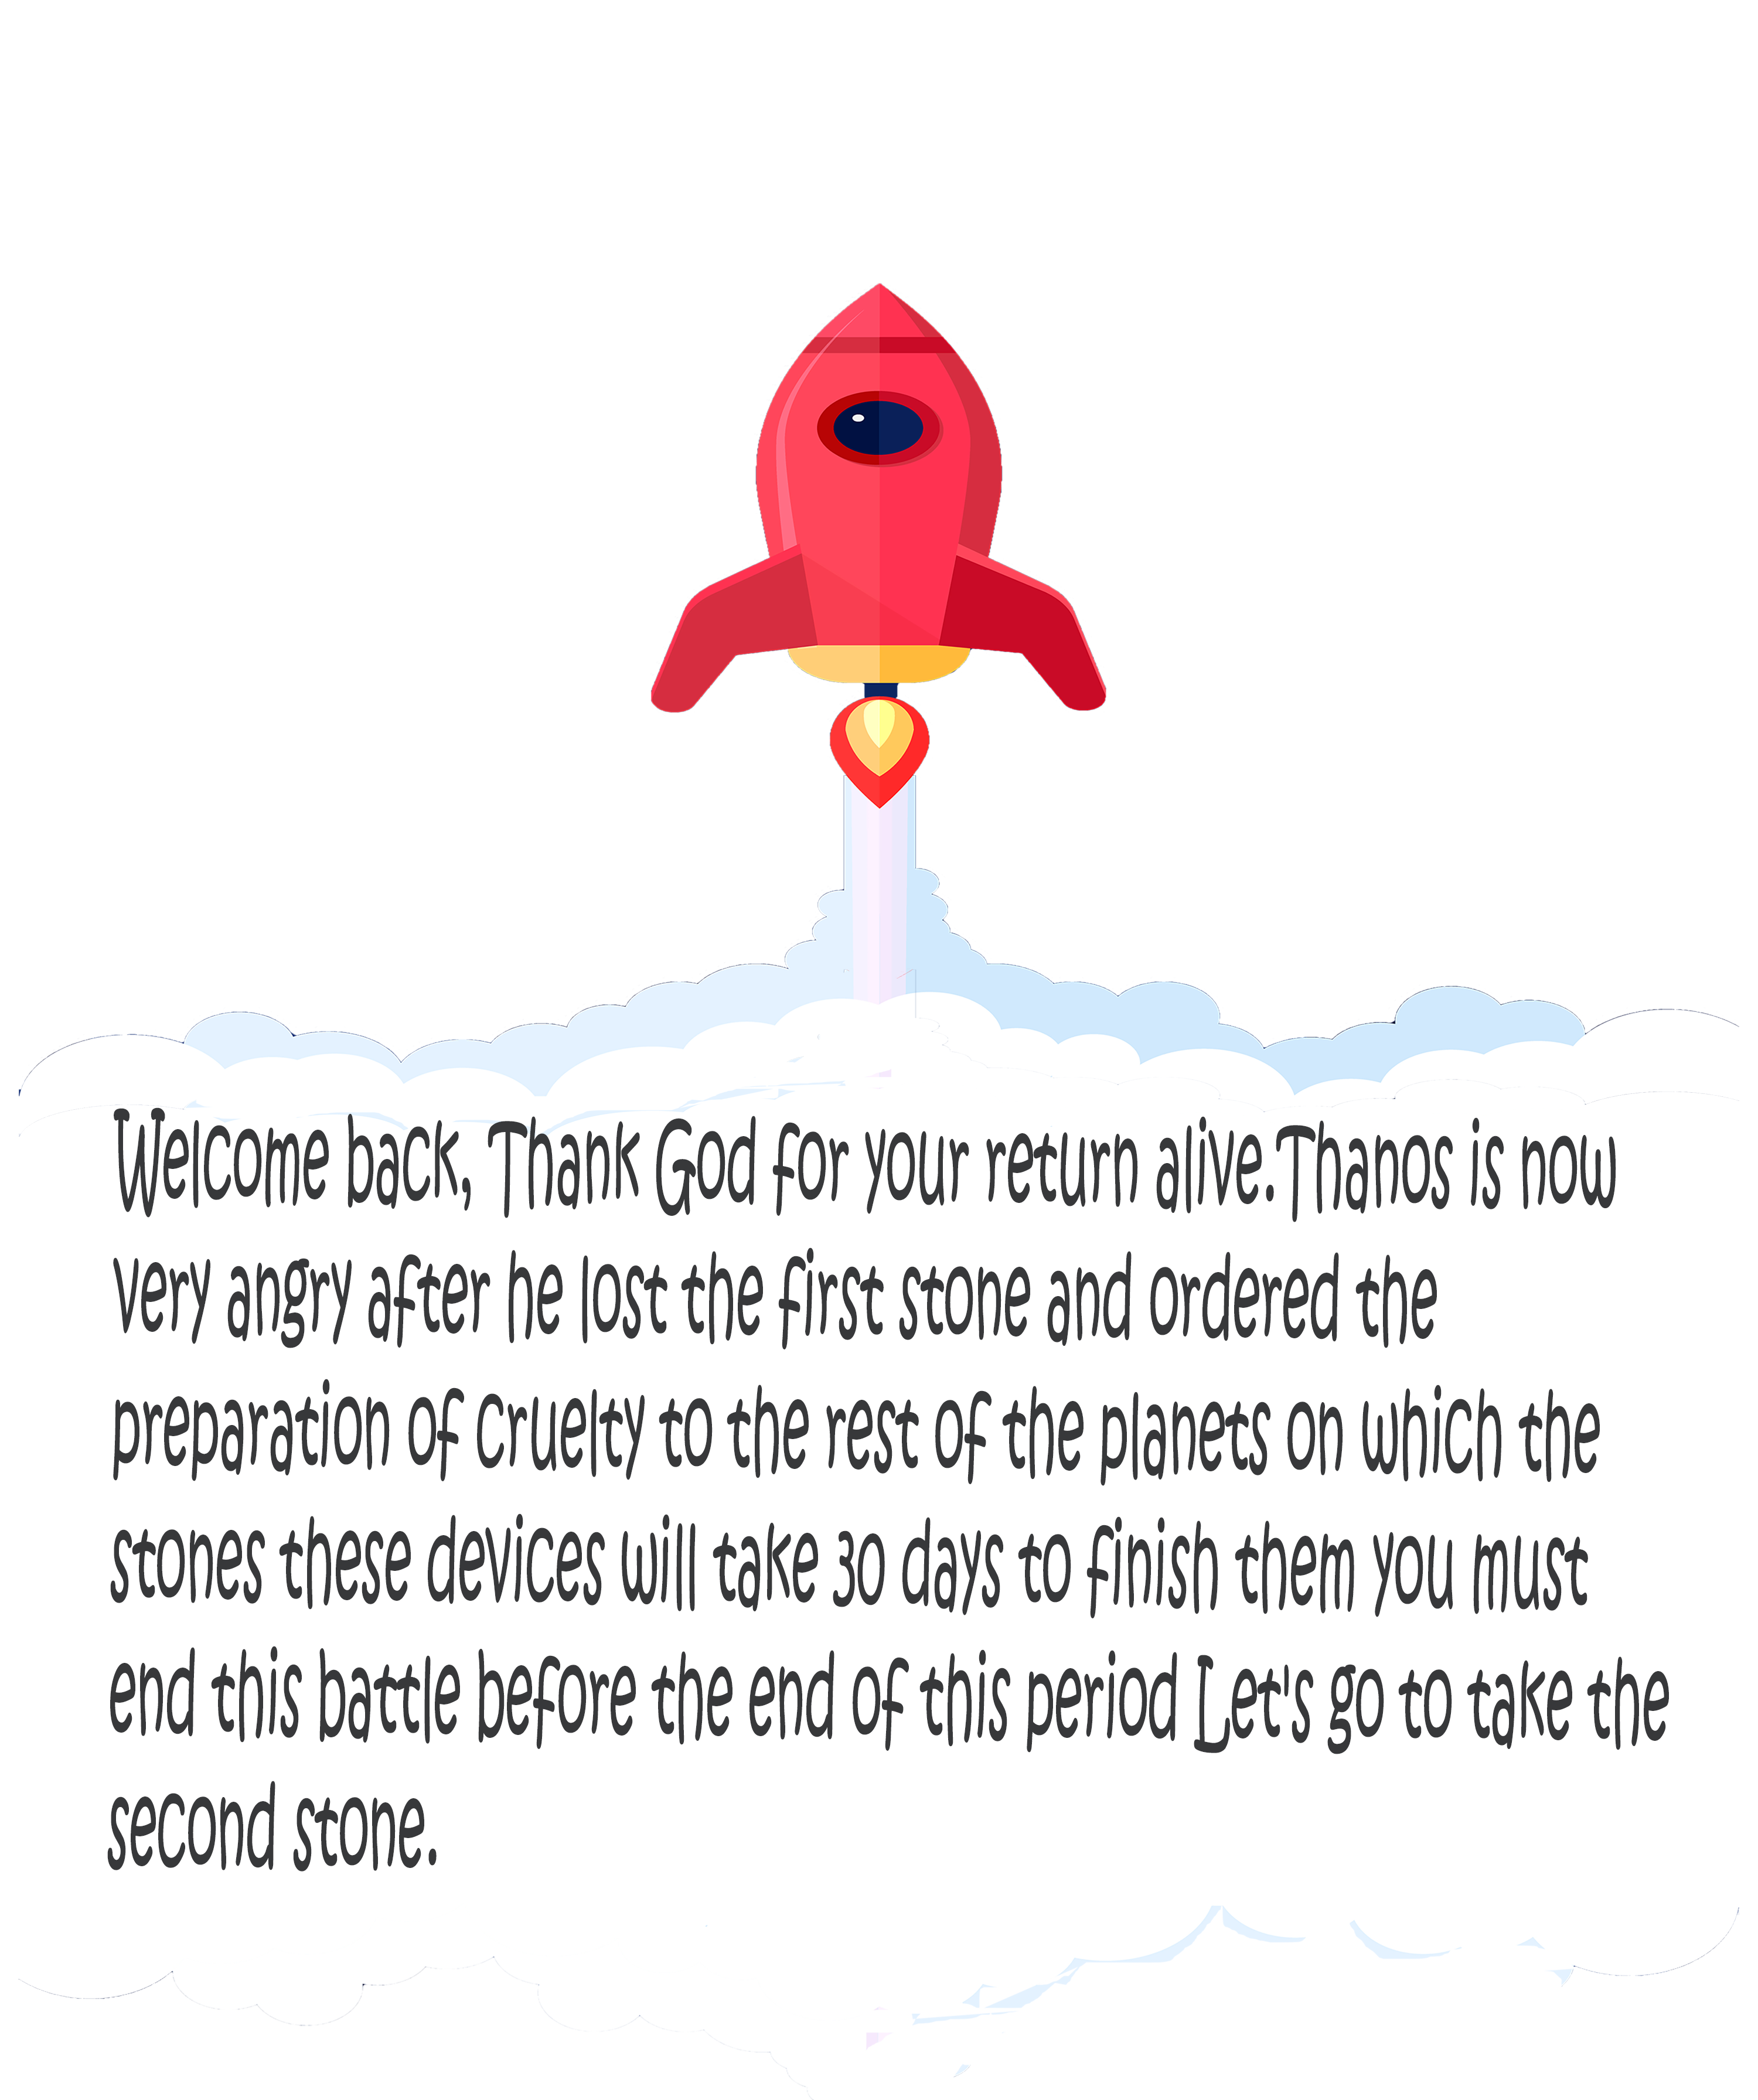 Welcome back, Thank God for your return alive.Thanos is now
very angry after he lost the first stone and ordered the
preparation of cruelty to the rest of the planets on which the
stones these devices will take 30 days to finish them you must
end this battle before the end of this period Let's go to take the
second stone.